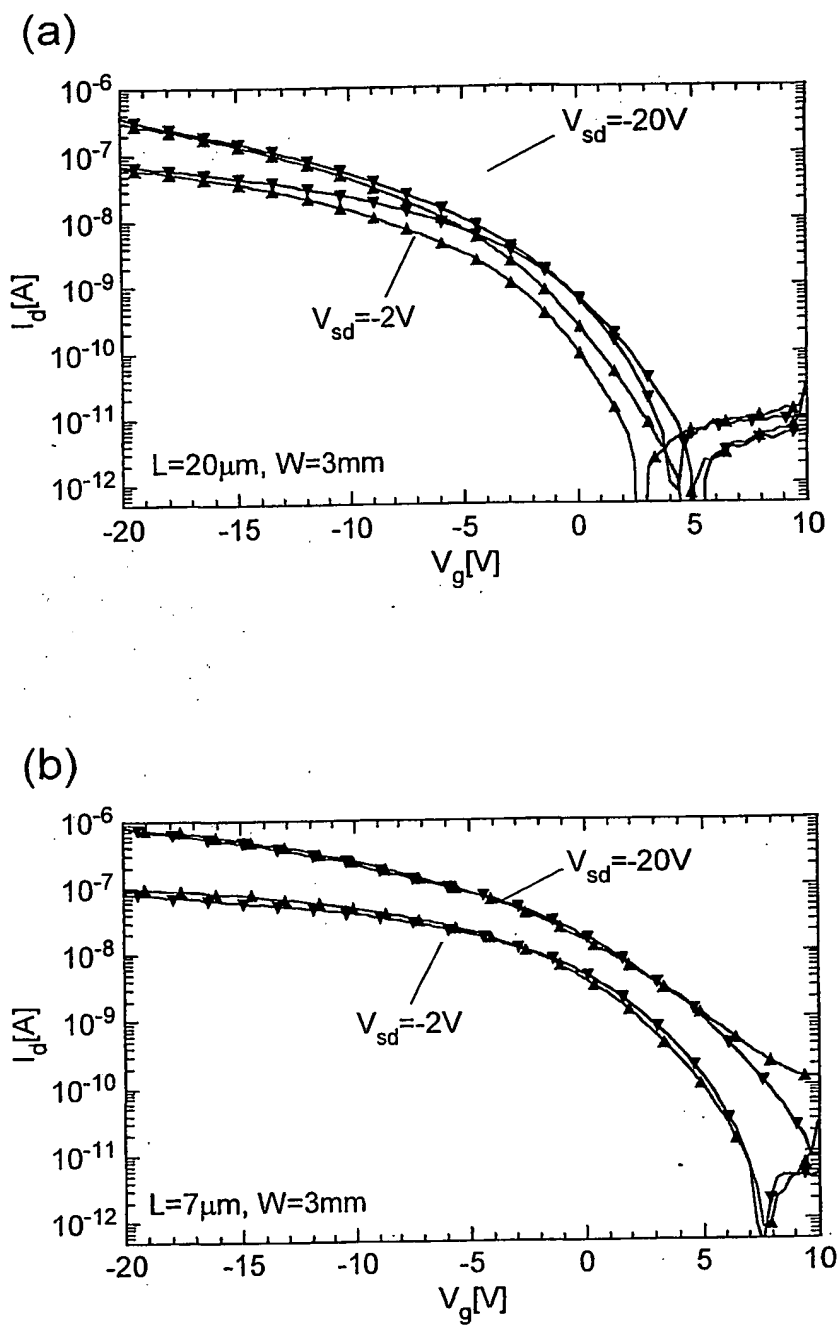 (a)
10⁻⁶
10⁻⁷
10⁻⁸
10⁻⁹
10⁻¹⁰
10⁻¹¹
10⁻¹²
I_d[A]
V_sd=-20V
V_sd=-2V
L=20μm, W=3mm
-20 -15 -10 -5 0 5 10
V_g[V]
(b)
10⁻⁶
10⁻⁷
10⁻⁸
10⁻⁹
10⁻¹⁰
10⁻¹¹
10⁻¹²
I_d[A]
V_sd=-20V
V_sd=-2V
L=7μm, W=3mm
-20 -15 -10 -5 0 5 10
V_g[V]